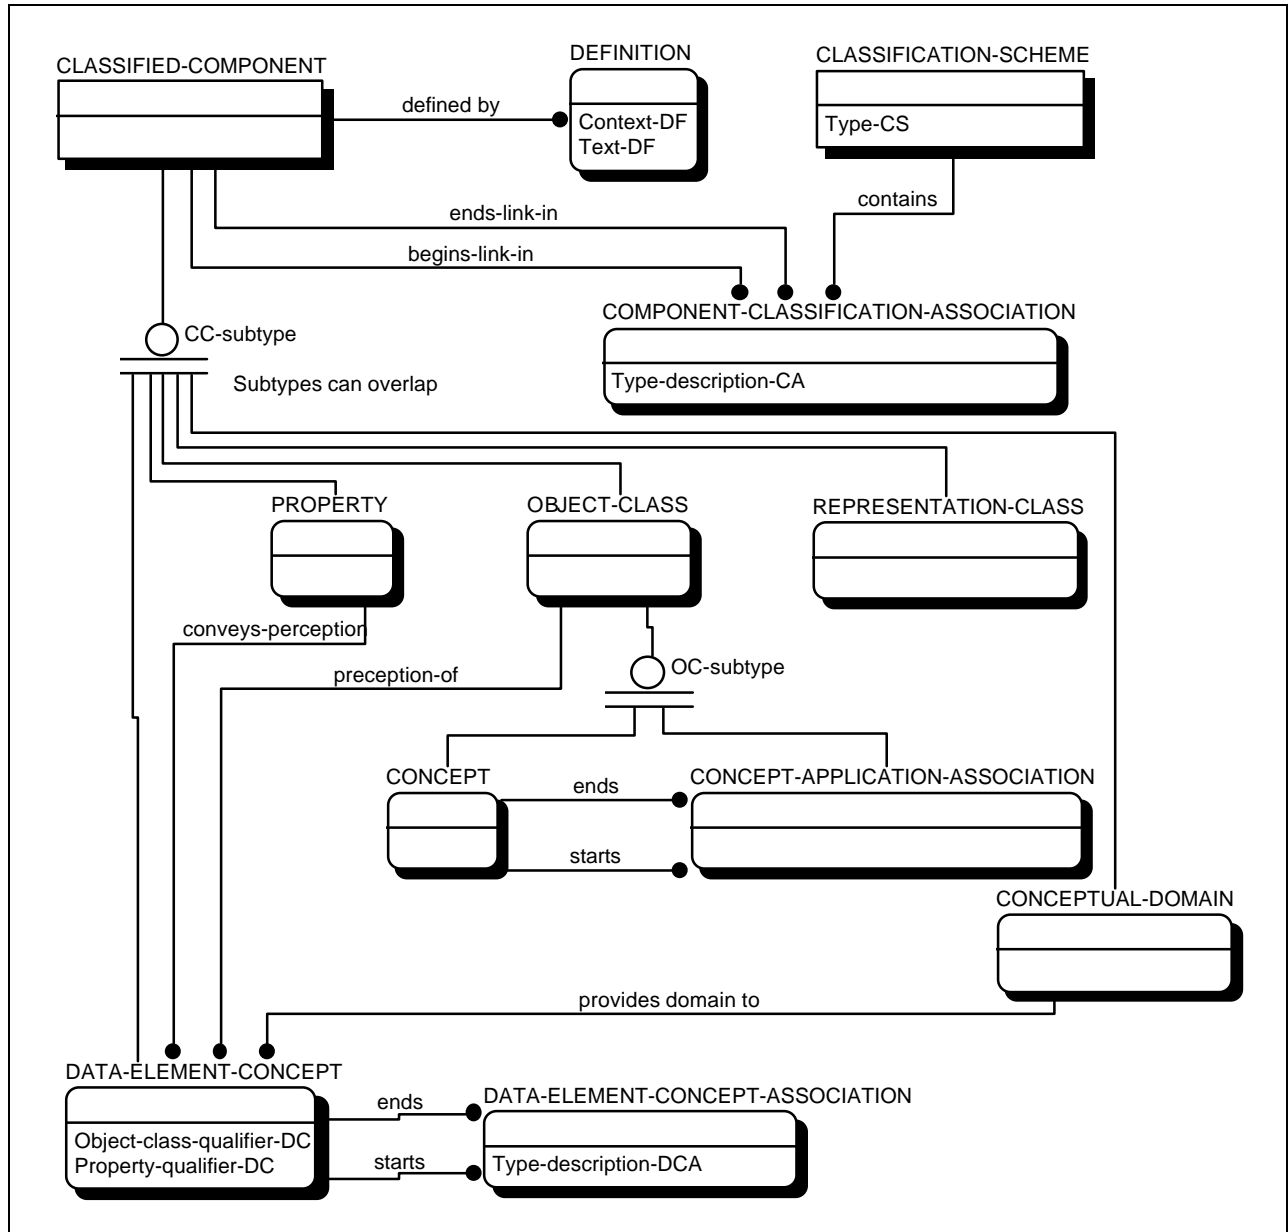 CLASSIFIED-COMPONENT
DEFINITION
CLASSIFICATION-SCHEME
defined by
Context-DF
Text-DF
Type-CS
contains
ends-link-in
begins-link-in
COMPONENT-CLASSIFICATION-ASSOCIATION
Type-description-CA
CC-subtype
Subtypes can overlap
PROPERTY
OBJECT-CLASS
REPRESENTATION-CLASS
conveys-perception
preception-of
OC-subtype
CONCEPT
ends
CONCEPT-APPLICATION-ASSOCIATION
starts
CONCEPTUAL-DOMAIN
provides domain to
DATA-ELEMENT-CONCEPT
Object-class-qualifier-DC
Property-qualifier-DC
ends
starts
DATA-ELEMENT-CONCEPT-ASSOCIATION
Type-description-DCA